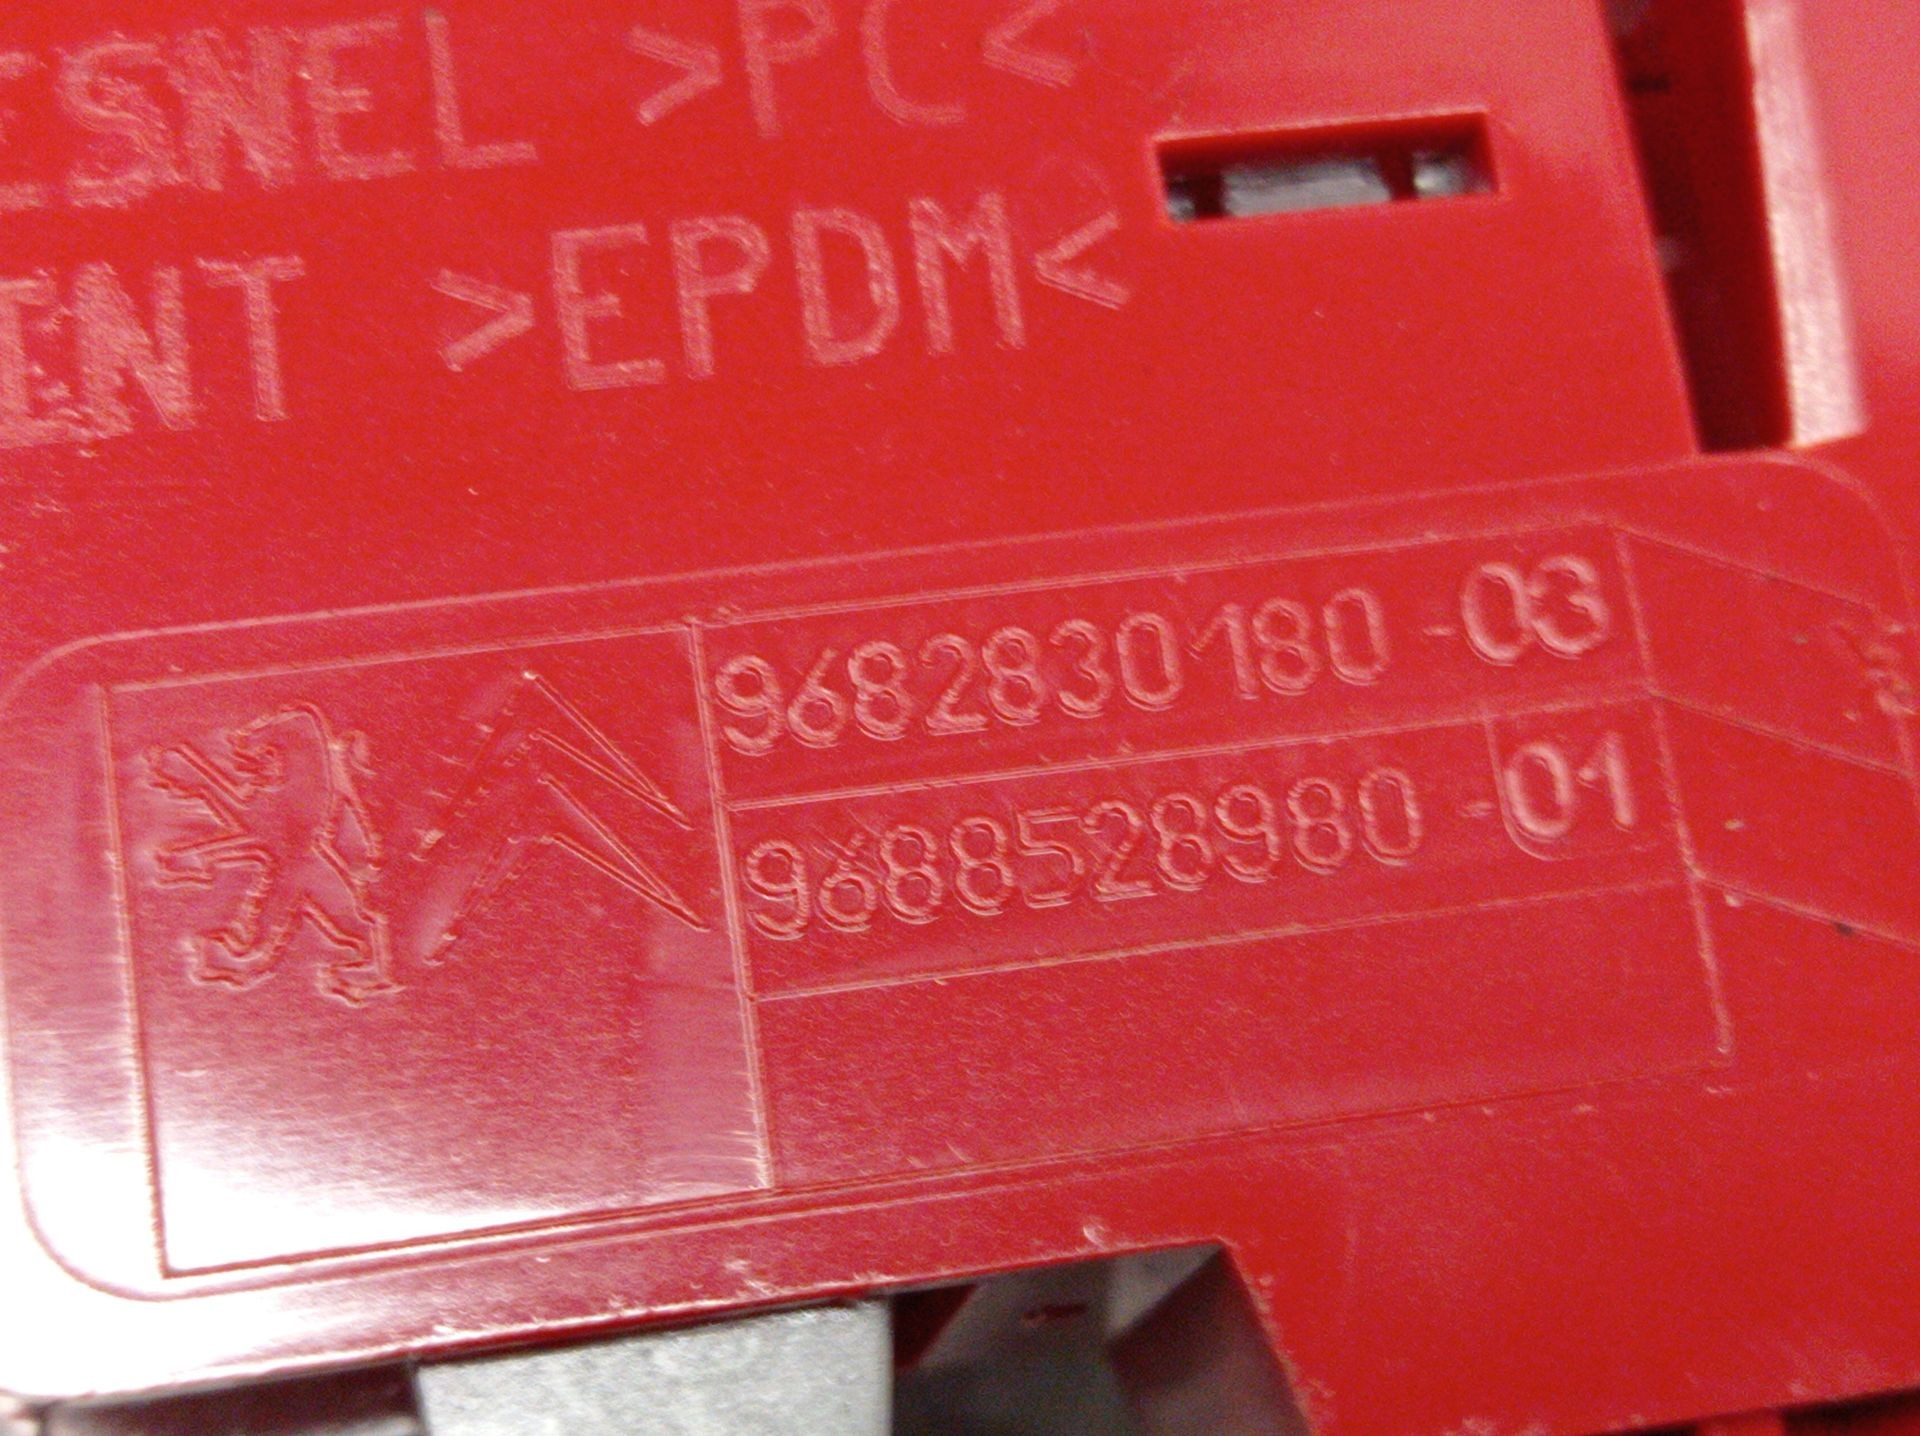 ESNEL >PC<
ENT >EPDM<
9682830180 -03
9688528980 -01